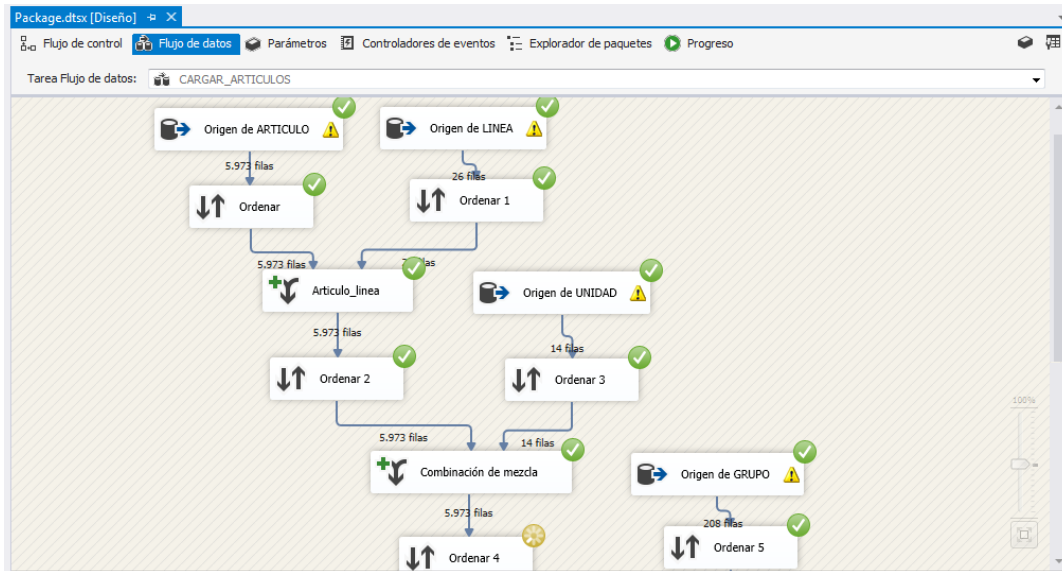 Package.dtsx [Diseño]
Flujo de control
Flujo de datos
Parámetros
Controladores de eventos
Explorador de paquetes
Progreso
Tarea Flujo de datos:
CARGAR_ARTICULOS
Origen de ARTICULO
Origen de LINEA
5.973 filas
26 filas
Ordenar
Ordenar 1
5.973 filas
Articulo_linea
Origen de UNIDAD
5.973 filas
14 filas
Ordenar 2
Ordenar 3
5.973 filas
14 filas
Combinación de mezcla
Origen de GRUPO
5.973 filas
208 filas
Ordenar 4
Ordenar 5
100%